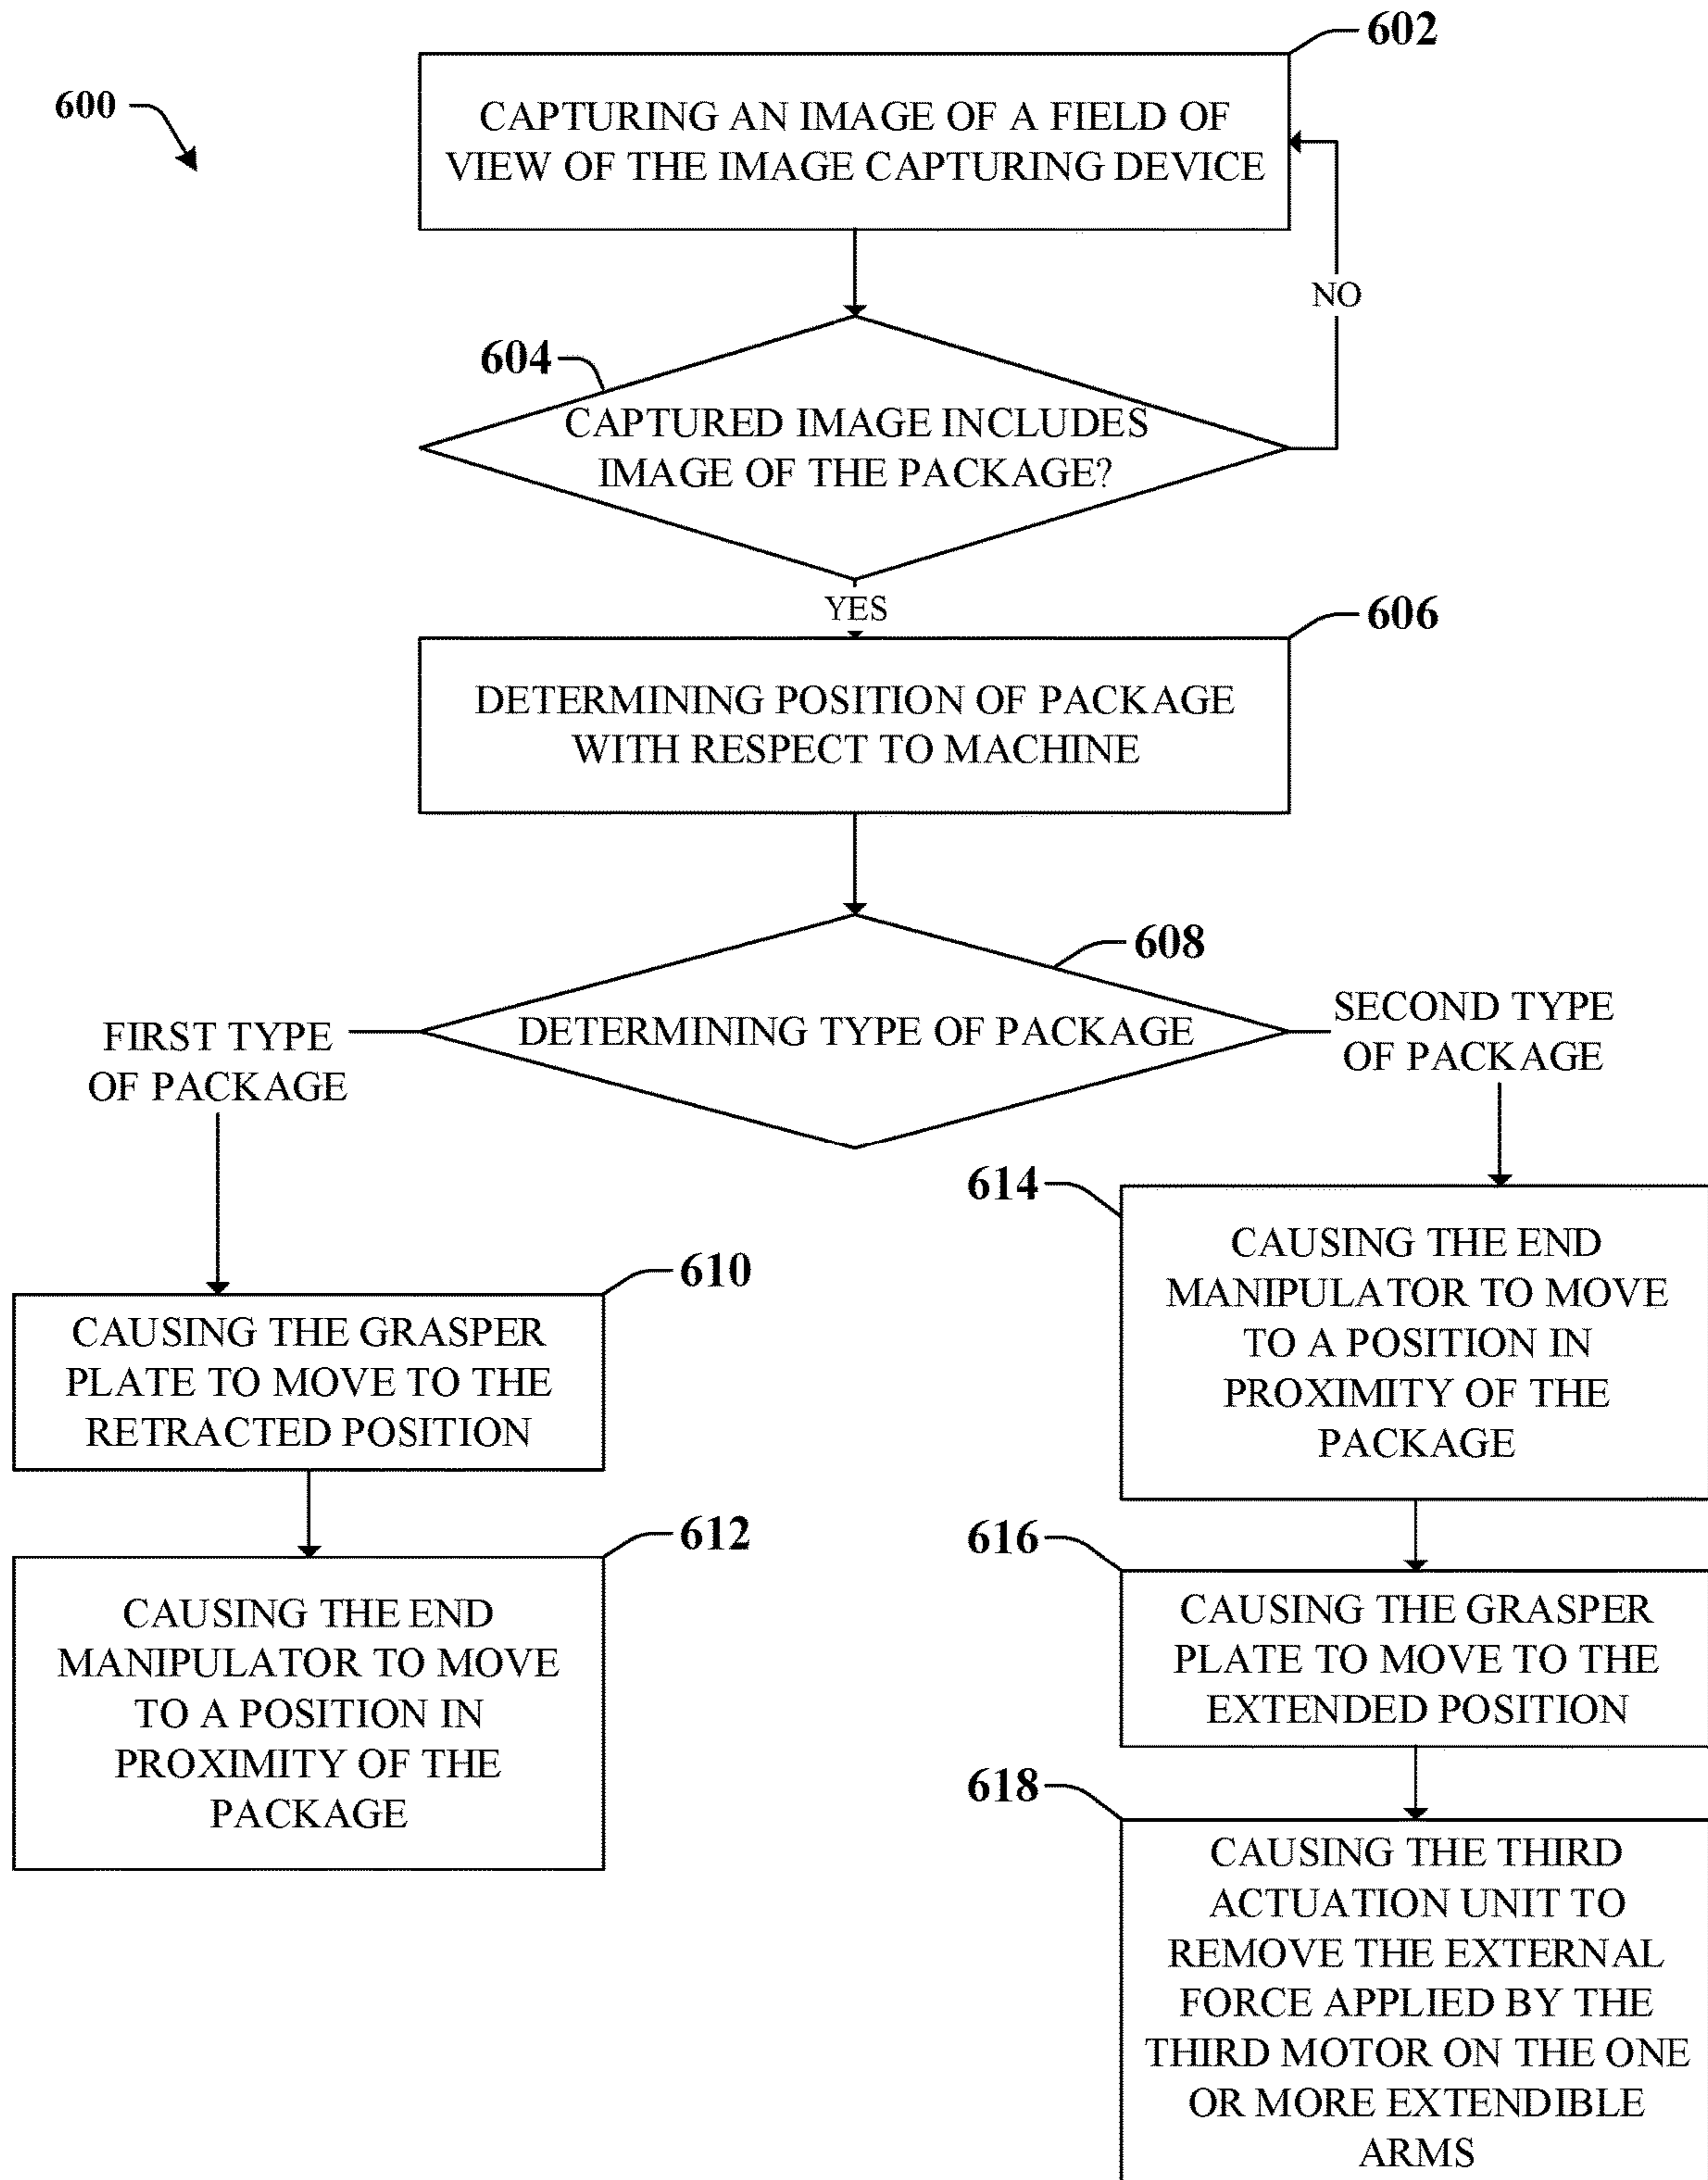 602
600
CAPTURING AN IMAGE OF A FIELD OF
VIEW OF THE IMAGE CAPTURING DEVICE
NO
604
CAPTURED IMAGE INCLUDES
IMAGE OF THE PACKAGE?
YES
606
DETERMINING POSITION OF PACKAGE
WITH RESPECT TO MACHINE
608
DETERMINING TYPE OF PACKAGE
FIRST TYPE
OF PACKAGE
SECOND TYPE
OF PACKAGE
610
CAUSING THE GRASPER
PLATE TO MOVE TO THE
RETRACTED POSITION
612
CAUSING THE END
MANIPULATOR TO MOVE
TO A POSITION IN
PROXIMITY OF THE
PACKAGE
614
CAUSING THE END
MANIPULATOR TO MOVE
TO A POSITION IN
PROXIMITY OF THE
PACKAGE
616
CAUSING THE GRASPER
PLATE TO MOVE TO THE
EXTENDED POSITION
618
CAUSING THE THIRD
ACTUATION UNIT TO
REMOVE THE EXTERNAL
FORCE APPLIED BY THE
THIRD MOTOR ON THE ONE
OR MORE EXTENDIBLE
ARMS